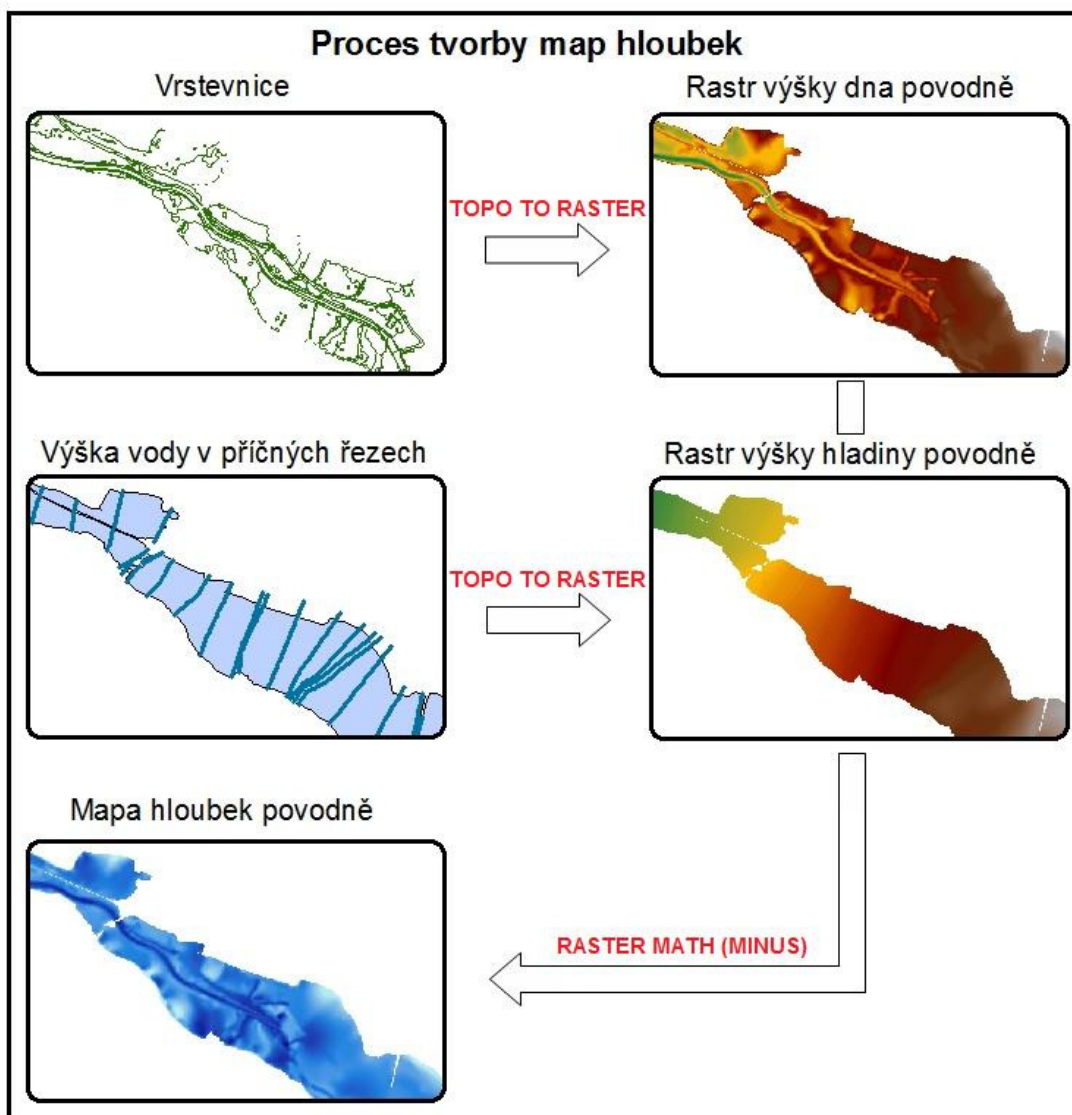 Proces tvorby map hloubek
Vrstevnice
Rastr výšky dna povodně
TOPO TO RASTER
Výška vody v příčných řezech
Rastr výšky hladiny povodně
TOPO TO RASTER
Mapa hloubek povodně
RASTER MATH (MINUS)